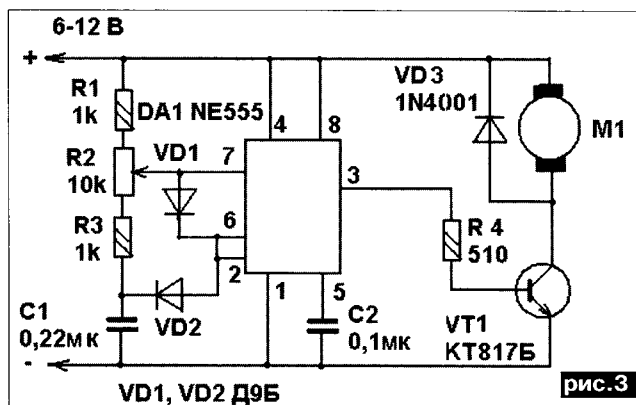 6-12 В
+
R1
1k
DA1 NE555
VD3
1N4001
M1
4
8
R2
10k
VD1
7
3
R3
1k
6
2
R 4
510
1
5
C1
0,22мк
VD2
C2
0,1мк
VT1
КТ817Б
-
VD1, VD2 Д9Б
рис.3